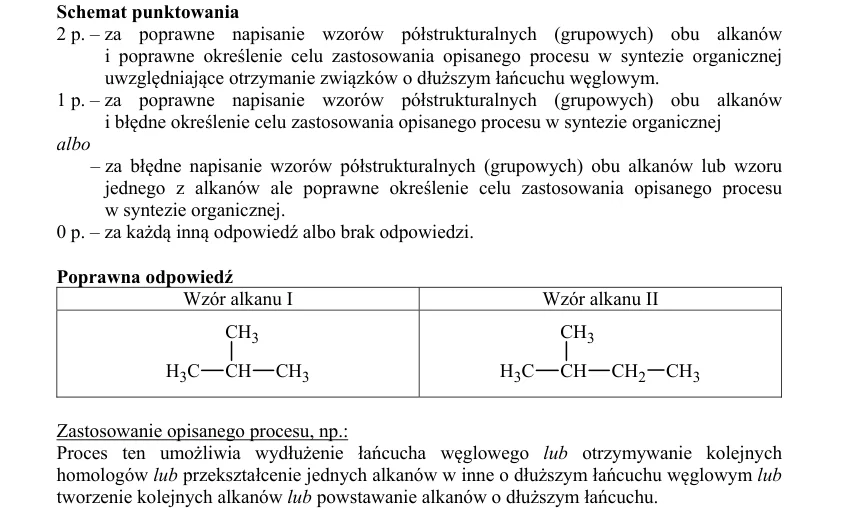 Schemat punktowania
2 p. – za poprawne napisanie wzorów półstrukturalnych (grupowych) obu alkanów
i poprawne określenie celu zastosowania opisanego procesu w syntezie organicznej
uwzględniające otrzymanie związków o dłuższym łańcuchu węglowym.
1 p. – za poprawne napisanie wzorów półstrukturalnych (grupowych) obu alkanów
i błędne określenie celu zastosowania opisanego procesu w syntezie organicznej
albo
– za błędne napisanie wzorów półstrukturalnych (grupowych) obu alkanów lub wzoru
jednego z alkanów ale poprawne określenie celu zastosowania opisanego procesu
w syntezie organicznej.
0 p. – za każdą inną odpowiedź albo brak odpowiedzi.
Poprawna odpowiedź
Wzór alkanu I Wzór alkanu II
CH3 CH3
H3C—CH—CH3 H3C—CH—CH2—CH3
Zastosowanie opisanego procesu, np.:
Proces ten umożliwia wydłużenie łańcucha węglowego lub otrzymywanie kolejnych
homologów lub przekształcenie jednych alkanów w inne o dłuższym łańcuchu węglowym lub
tworzenie kolejnych alkanów lub powstawanie alkanów o dłuższym łańcuchu.